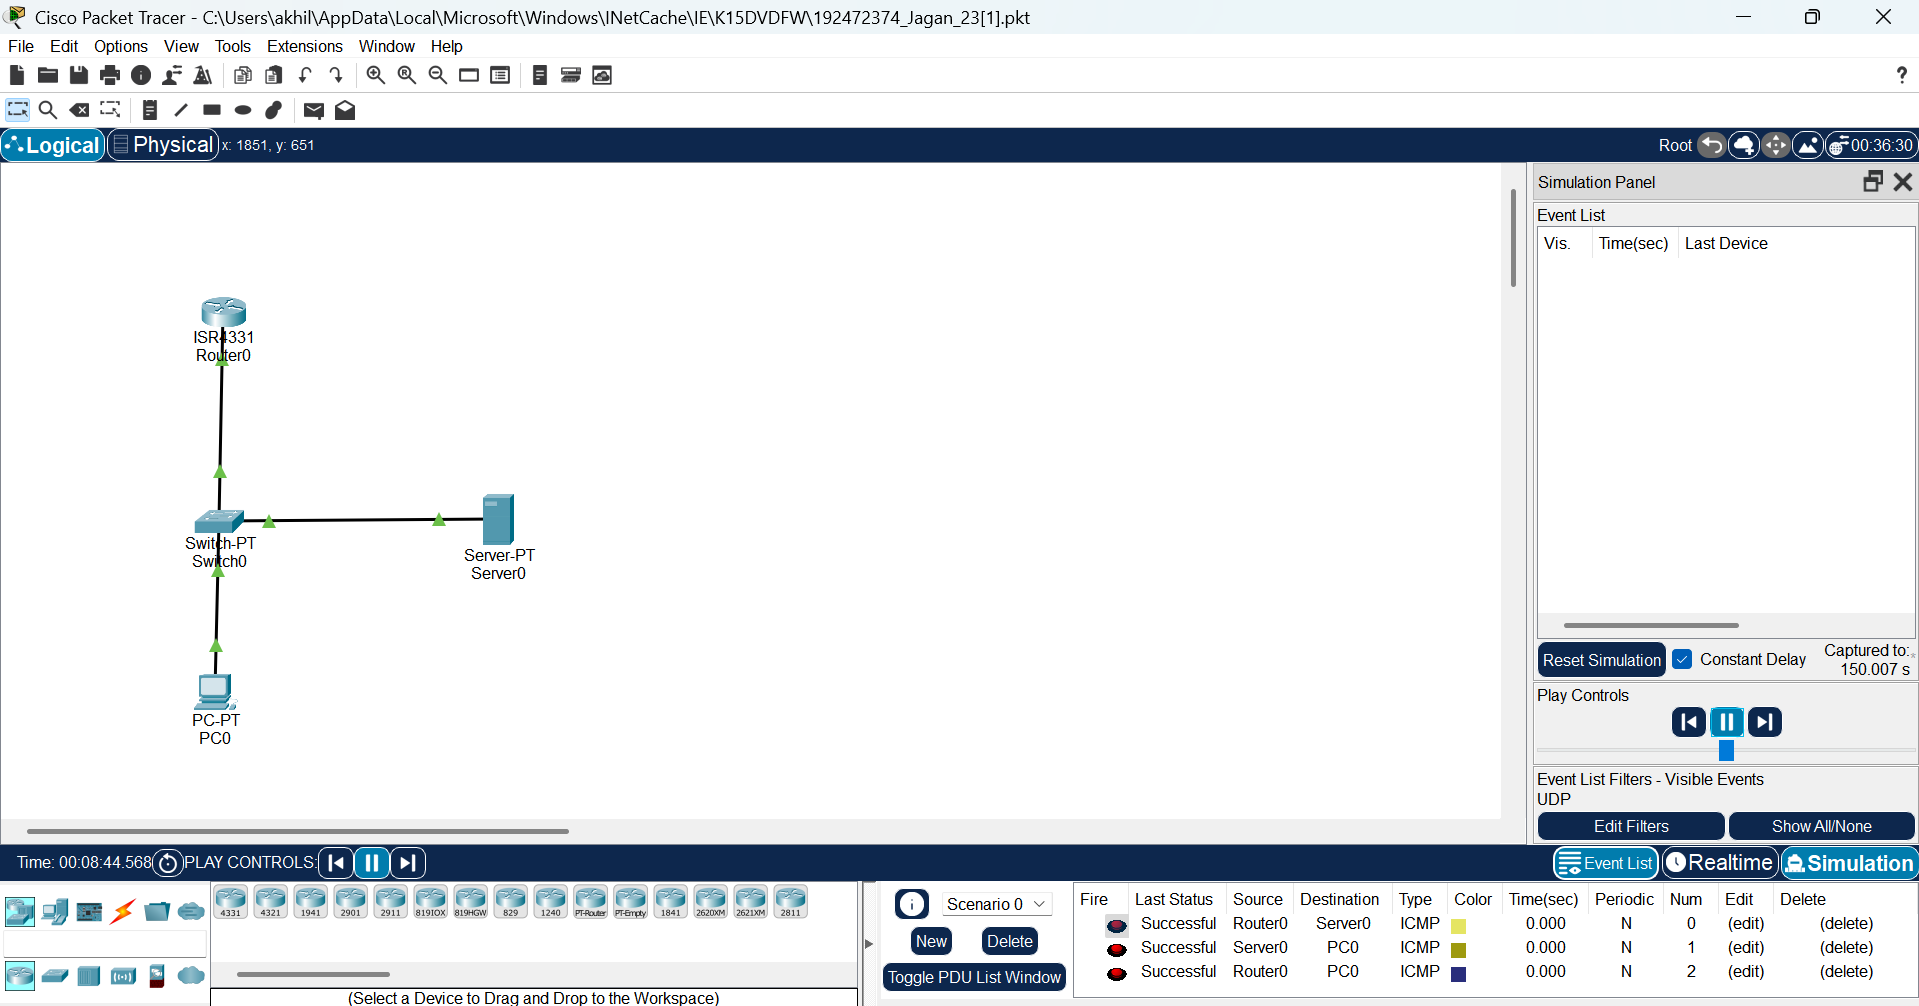 Cisco Packet Tracer - C:\Users\akhil\AppData\Local\Microsoft\Windows\INetCache\IE\K15DVDFW\192472374_Jagan_23[1].pkt
File Edit Options View Tools Extensions Window Help
?
Logical Physical x: 1851, y: 651 Root 00:36:30
Simulation Panel
Event List
Vis. Time(sec) Last Device
ISR4331
Router0
Switch-PT
Switch0
Server-PT
Server0
PC-PT
PC0
Reset Simulation Constant Delay Captured to:
150.007 s
Play Controls
Event List Filters - Visible Events
UDP
Edit Filters Show All/None
Time: 00:08:44.568 PLAY CONTROLS: Event List Realtime Simulation
4331 4321 1941 2901 2911 819IOX 819HGW 829 1240 PT-Router PT-Empty 1841 2620XM 2621XM 2811
(Select a Device to Drag and Drop to the Workspace)
Scenario 0
New Delete
Toggle PDU List Window
Fire Last Status Source Destination Type Color Time(sec) Periodic Num Edit Delete
Successful Router0 Server0 ICMP 0.000 N 0 (edit) (delete)
Successful Server0 PC0 ICMP 0.000 N 1 (edit) (delete)
Successful Router0 PC0 ICMP 0.000 N 2 (edit) (delete)